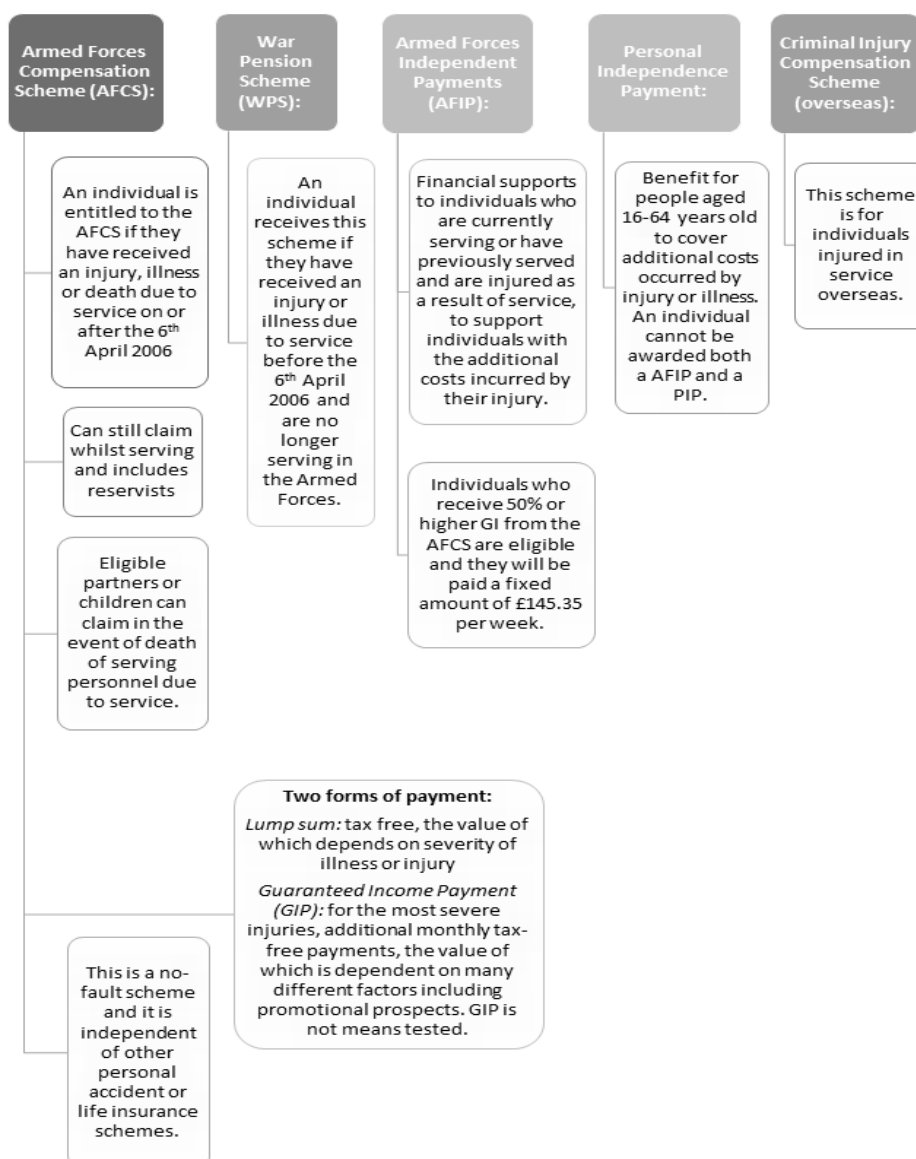 Armed Forces
Compensation
Scheme (AFCS):
An individual is
entitled to the
AFCS if they
have received
an injury, illness
or death due to
service on or
after the 6th
April 2006
Can still claim
whilst serving
and includes
reservists
Eligible
partners or
children can
claim in the
event of death
of serving
personnel due
to service.
Two forms of payment:
Lump sum: tax free, the value of
which depends on severity of
illness or injury
Guaranteed Income Payment
(GIP): for the most severe
injuries, additional monthly tax-
free payments, the value of
which is dependent on many
different factors including
promotional prospects. GIP is
not means tested.
This is a no-
fault scheme
and it is
independent
of other
personal
accident or
life insurance
schemes.
War
Pension
Scheme
(WPS):
An
individual
receives this
scheme if
they have
received an
injury or
illness due
to service
before the
6th April
2006 and
are no
longer
serving in
the Armed
Forces.
Armed Forces
Independent
Payments
(AFIP):
Financial supports
to individuals who
are currently
serving or have
previously served
and are injured as
a result of service,
to support
individuals with
the additional
costs incurred by
their injury.
Individuals who
receive 50% or
higher GI from the
AFCS are eligible
and they will be
paid a fixed
amount of £145.35
per week.
Personal
Independence
Payment:
Benefit for
people aged
16-64 years old
to cover
additional costs
occurred by
injury or illness.
An individual
cannot be
awarded both
a AFIP and a
PIP.
Criminal Injury
Compensation
Scheme
(overseas):
This scheme
is for
individuals
injured in
service
overseas.